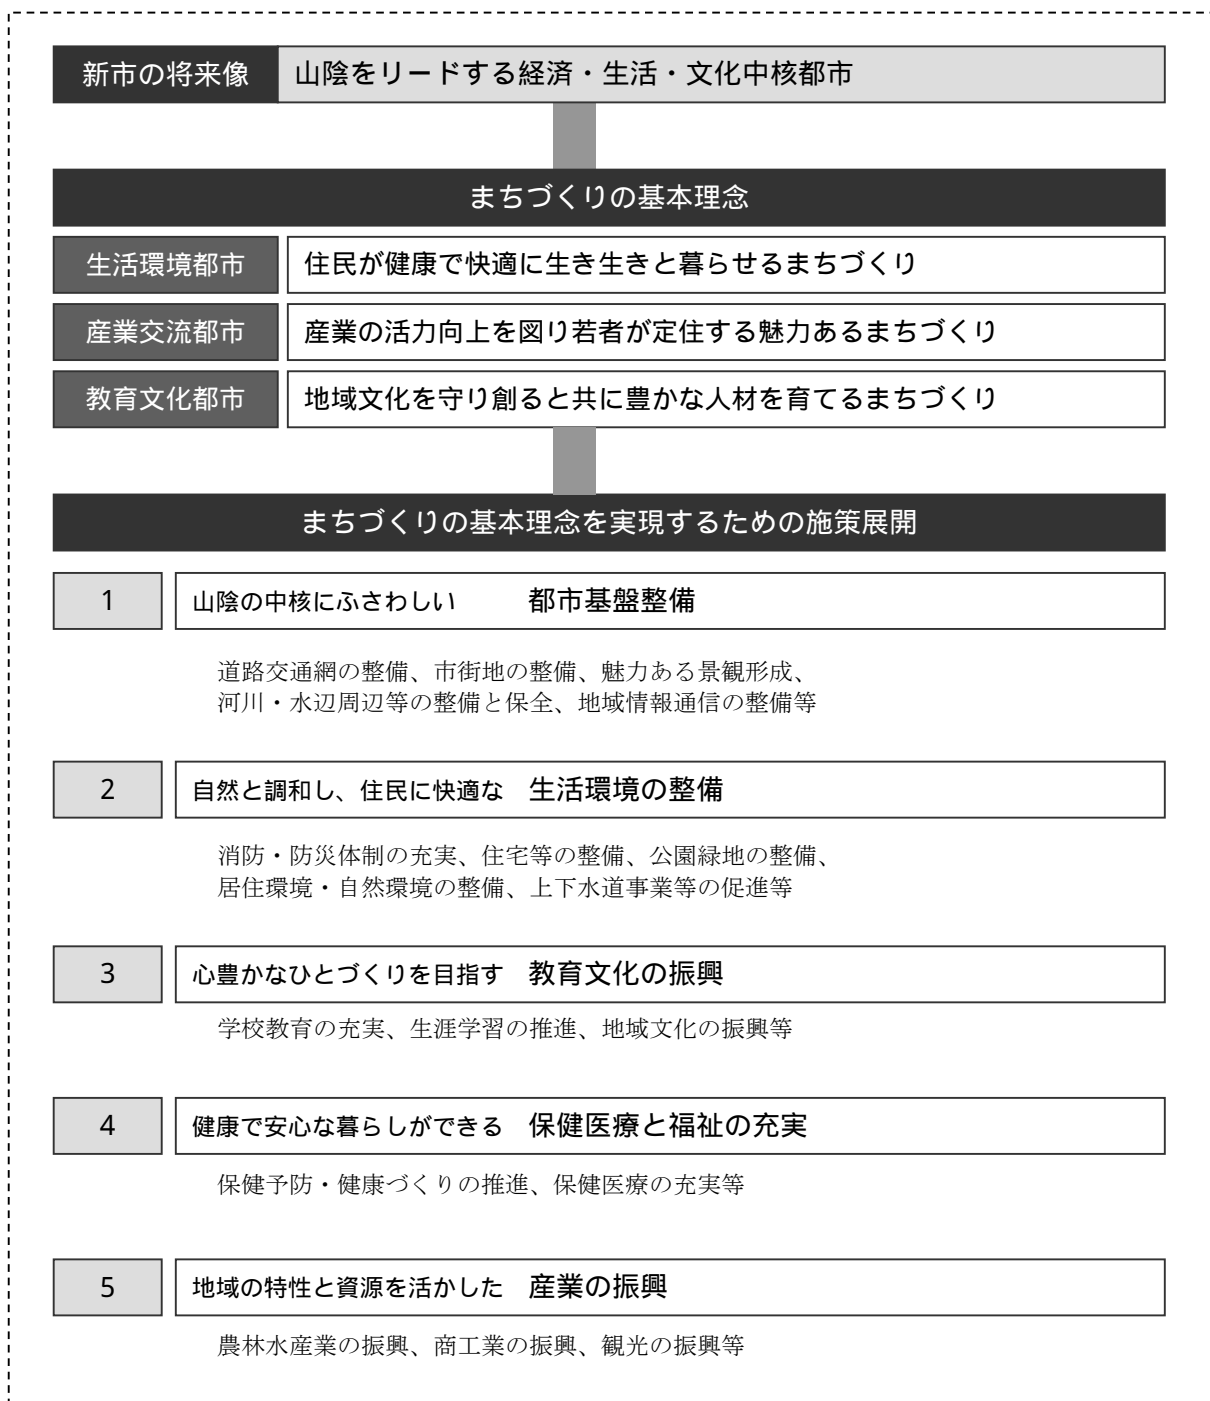 新市の将来像 山陰をリードする経済・生活・文化中核都市
まちづくりの基本理念
生活環境都市 住民が健康で快適に生き生きと暮らせるまちづくり
産業交流都市 産業の活力向上を図り若者が定住する魅力あるまちづくり
教育文化都市 地域文化を守り創ると共に豊かな人材を育てるまちづくり
まちづくりの基本理念を実現するための施策展開
1 山陰の中核にふさわしい 都市基盤整備
道路交通網の整備、市街地の整備、魅力ある景観形成、
河川・水辺周辺等の整備と保全、地域情報通信の整備等
2 自然と調和し、住民に快適な 生活環境の整備
消防・防災体制の充実、住宅等の整備、公園緑地の整備、
居住環境・自然環境の整備、上下水道事業等の促進等
3 心豊かなひとづくりを目指す 教育文化の振興
学校教育の充実、生涯学習の推進、地域文化の振興等
4 健康で安心な暮らしができる 保健医療と福祉の充実
保健予防・健康づくりの推進、保健医療の充実等
5 地域の特性と資源を活かした 産業の振興
農林水産業の振興、商工業の振興、観光の振興等